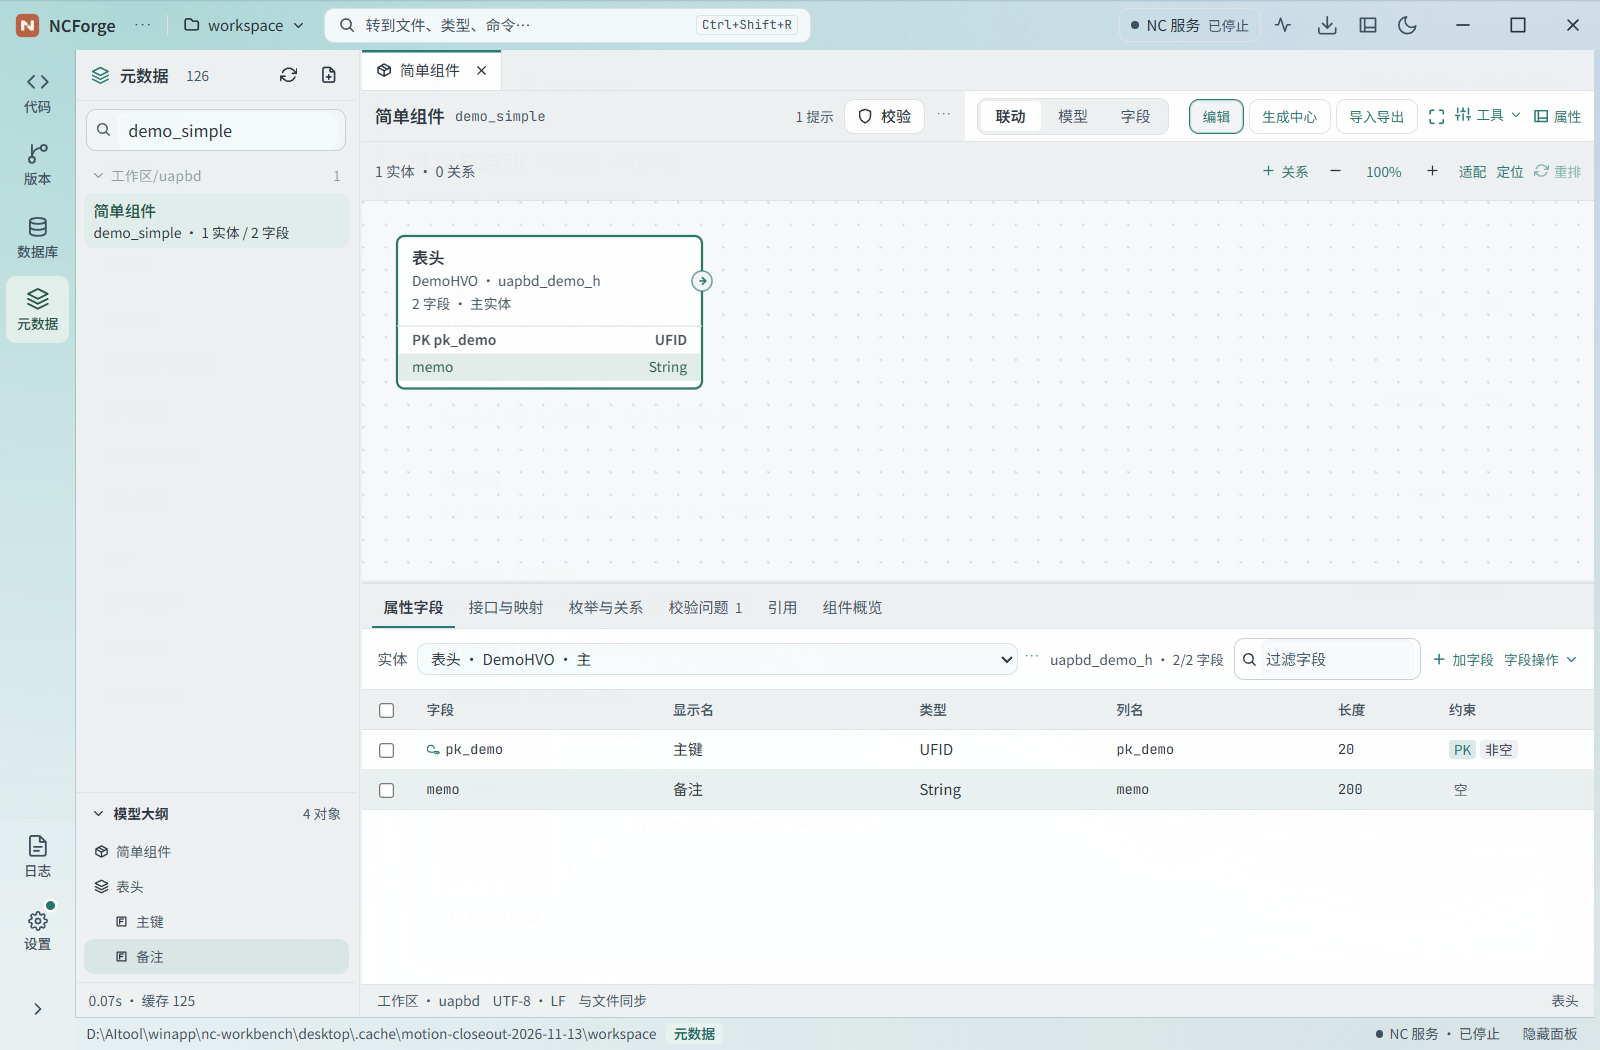 NCForge ··· workspace 转到文件、类型、命令··· Ctrl+Shift+R NC 服务 已停止
代码
版本
数据库
元数据
日志
设置
元数据 126
demo_simple
工作区/uapbd 1
简单组件
demo_simple • 1 实体 / 2 字段
模型大纲 4 对象
简单组件
表头
主键
备注
0.07s • 缓存 125
简单组件
简单组件 demo_simple 1 提示 校验 ··· 联动 模型 字段 编辑 生成中心 导入导出 工具 属性
1 实体 • 0 关系 + 关系 − 100% + 适配 定位 重排
表头
DemoHVO • uapbd_demo_h
2 字段 • 主实体
PK pk_demo UFID
memo String
属性字段 接口与映射 枚举与关系 校验问题 1 引用 组件概览
实体 表头 • DemoHVO • 主 ··· uapbd_demo_h • 2/2 字段 过滤字段 + 加字段 字段操作
字段 显示名 类型 列名 长度 约束
pk_demo 主键 UFID pk_demo 20 PK 非空
memo 备注 String memo 200 空
工作区 • uapbd UTF-8 • LF 与文件同步 表头
D:\AItool\winapp\nc-workbench\desktop\.cache\motion-closeout-2026-11-13\workspace 元数据 NC 服务 • 已停止 隐藏面板